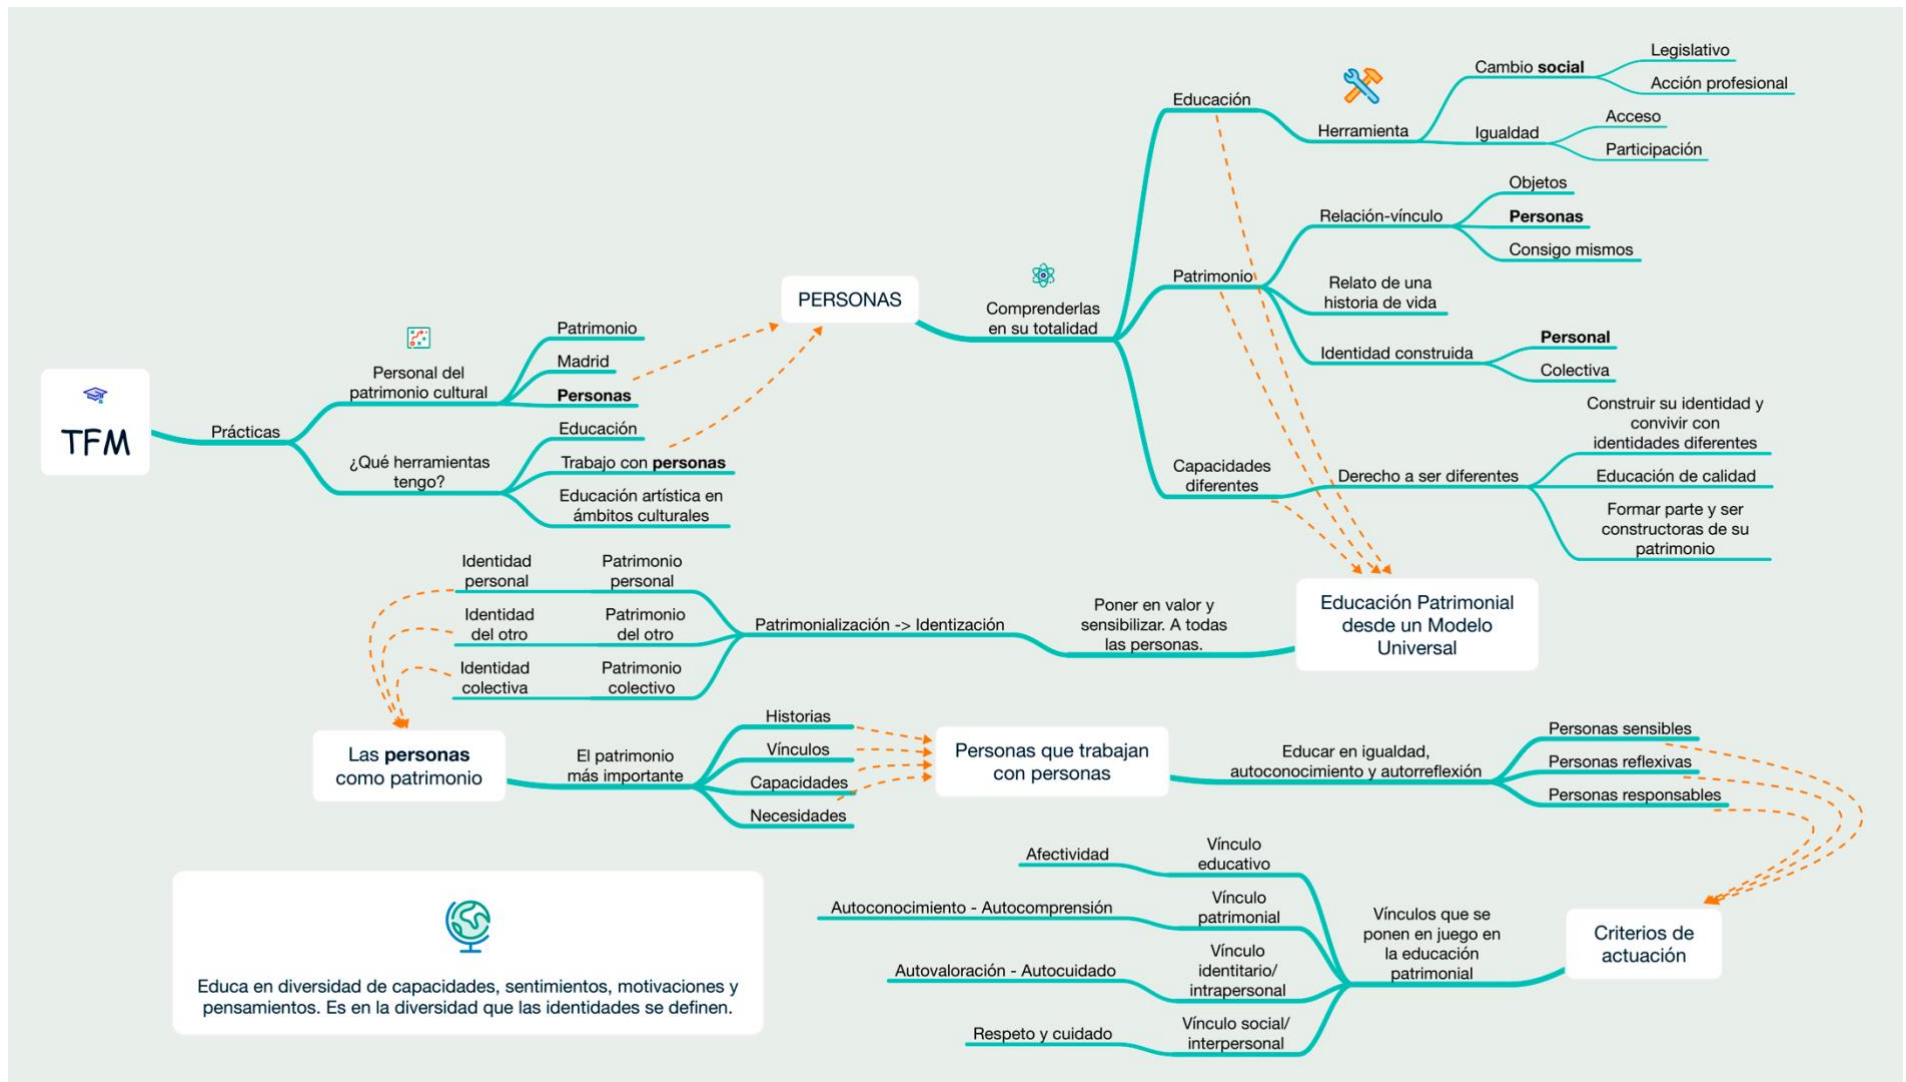 TFM
Prácticas
Personal del
patrimonio cultural
Patrimonio
Madrid
Personas
¿Qué herramientas
tengo?
Educación
Trabajo con personas
Educación artística en
ámbitos culturales
PERSONAS
Comprenderlas
en su totalidad
Educación
Herramienta
Cambio social
Legislativo
Acción profesional
Igualdad
Acceso
Participación
Patrimonio
Relación-vínculo
Objetos
Personas
Consigo mismos
Relato de una
historia de vida
Identidad construida
Personal
Colectiva
Capacidades
diferentes
Derecho a ser diferentes
Construir su identidad y
convivir con
identidades diferentes
Educación de calidad
Formar parte y ser
constructoras de su
patrimonio
Educación Patrimonial
desde un Modelo
Universal
Poner en valor y
sensibilizar. A todas
las personas.
Patrimonialización -> Identización
Patrimonio
personal
Identidad
personal
Patrimonio
del otro
Identidad
del otro
Patrimonio
colectivo
Identidad
colectiva
Las personas
como patrimonio
El patrimonio
más importante
Historias
Vínculos
Capacidades
Necesidades
Personas que trabajan
con personas
Educar en igualdad,
autoconocimiento y autorreflexión
Personas sensibles
Personas reflexivas
Personas responsables
Criterios de
actuación
Vínculos que se
ponen en juego en
la educación
patrimonial
Vínculo
educativo
Afectividad
Vínculo
patrimonial
Autoconocimiento - Autocomprensión
Vínculo
identitario/
intrapersonal
Autovaloración - Autocuidado
Vínculo social/
interpersonal
Respeto y cuidado
Educa en diversidad de capacidades, sentimientos, motivaciones y
pensamientos. Es en la diversidad que las identidades se definen.